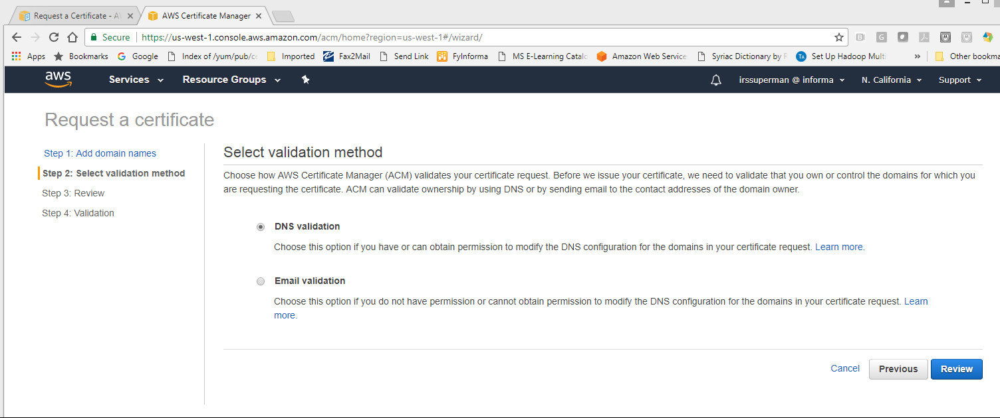 Request a Certificate - A
AWS Certificate Manager
Secure
https://us-west-1.console.aws.amazon.com/acm/home?region=us-west-1#/wizard/
Apps
Bookmarks
Google
Index of /yum/pub/c
Imported
Fax2Mail
Send Link
FyInforma
MS E-Learning Catalo
Amazon Web Service
Syriac Dictionary by
TA
Set Up Hadoop Multi
»
Other bookma
aws
Services
Resource Groups
irssuperman @ informa
N. California
Support
Request a certificate
Step 1: Add domain names
Step 2: Select validation method
Step 3: Review
Step 4: Validation
Select validation method
Choose how AWS Certificate Manager (ACM) validates your certificate request. Before we issue your certificate, we need to validate that you own or control the domains for which you
are requesting the certificate. ACM can validate ownership by using DNS or by sending email to the contact addresses of the domain owner.
DNS validation
Choose this option if you have or can obtain permission to modify the DNS configuration for the domains in your certificate request. Learn more.
Email validation
Choose this option if you do not have permission or cannot obtain permission to modify the DNS configuration for the domains in your certificate request. Learn
more.
Cancel
Previous
Review